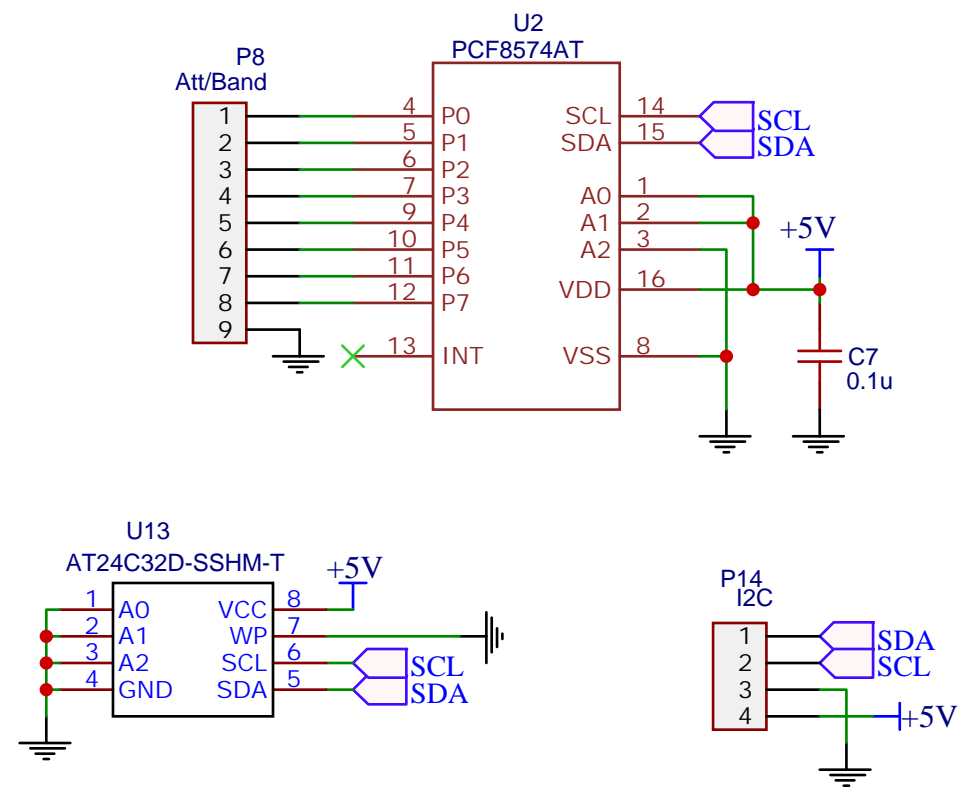 U2
PCF8574AT
P8
Att/Band
1 4 P0 SCL 14 SCL
2 5 P1 SDA 15 SDA
3 6 P2
4 7 P3 A0 1
5 9 P4 A1 2 +5V
6 10 P5 A2 3
7 11 P6 VDD 16
8 12 P7
9
13 INT VSS 8 C7
0.1u
U13
AT24C32D-SSHM-T
+5V
1 A0 VCC 8
2 A1 WP 7
3 A2 SCL 6 SCL
4 GND SDA 5 SDA
P14
I2C
1 SDA
2 SCL
3
4 +5V